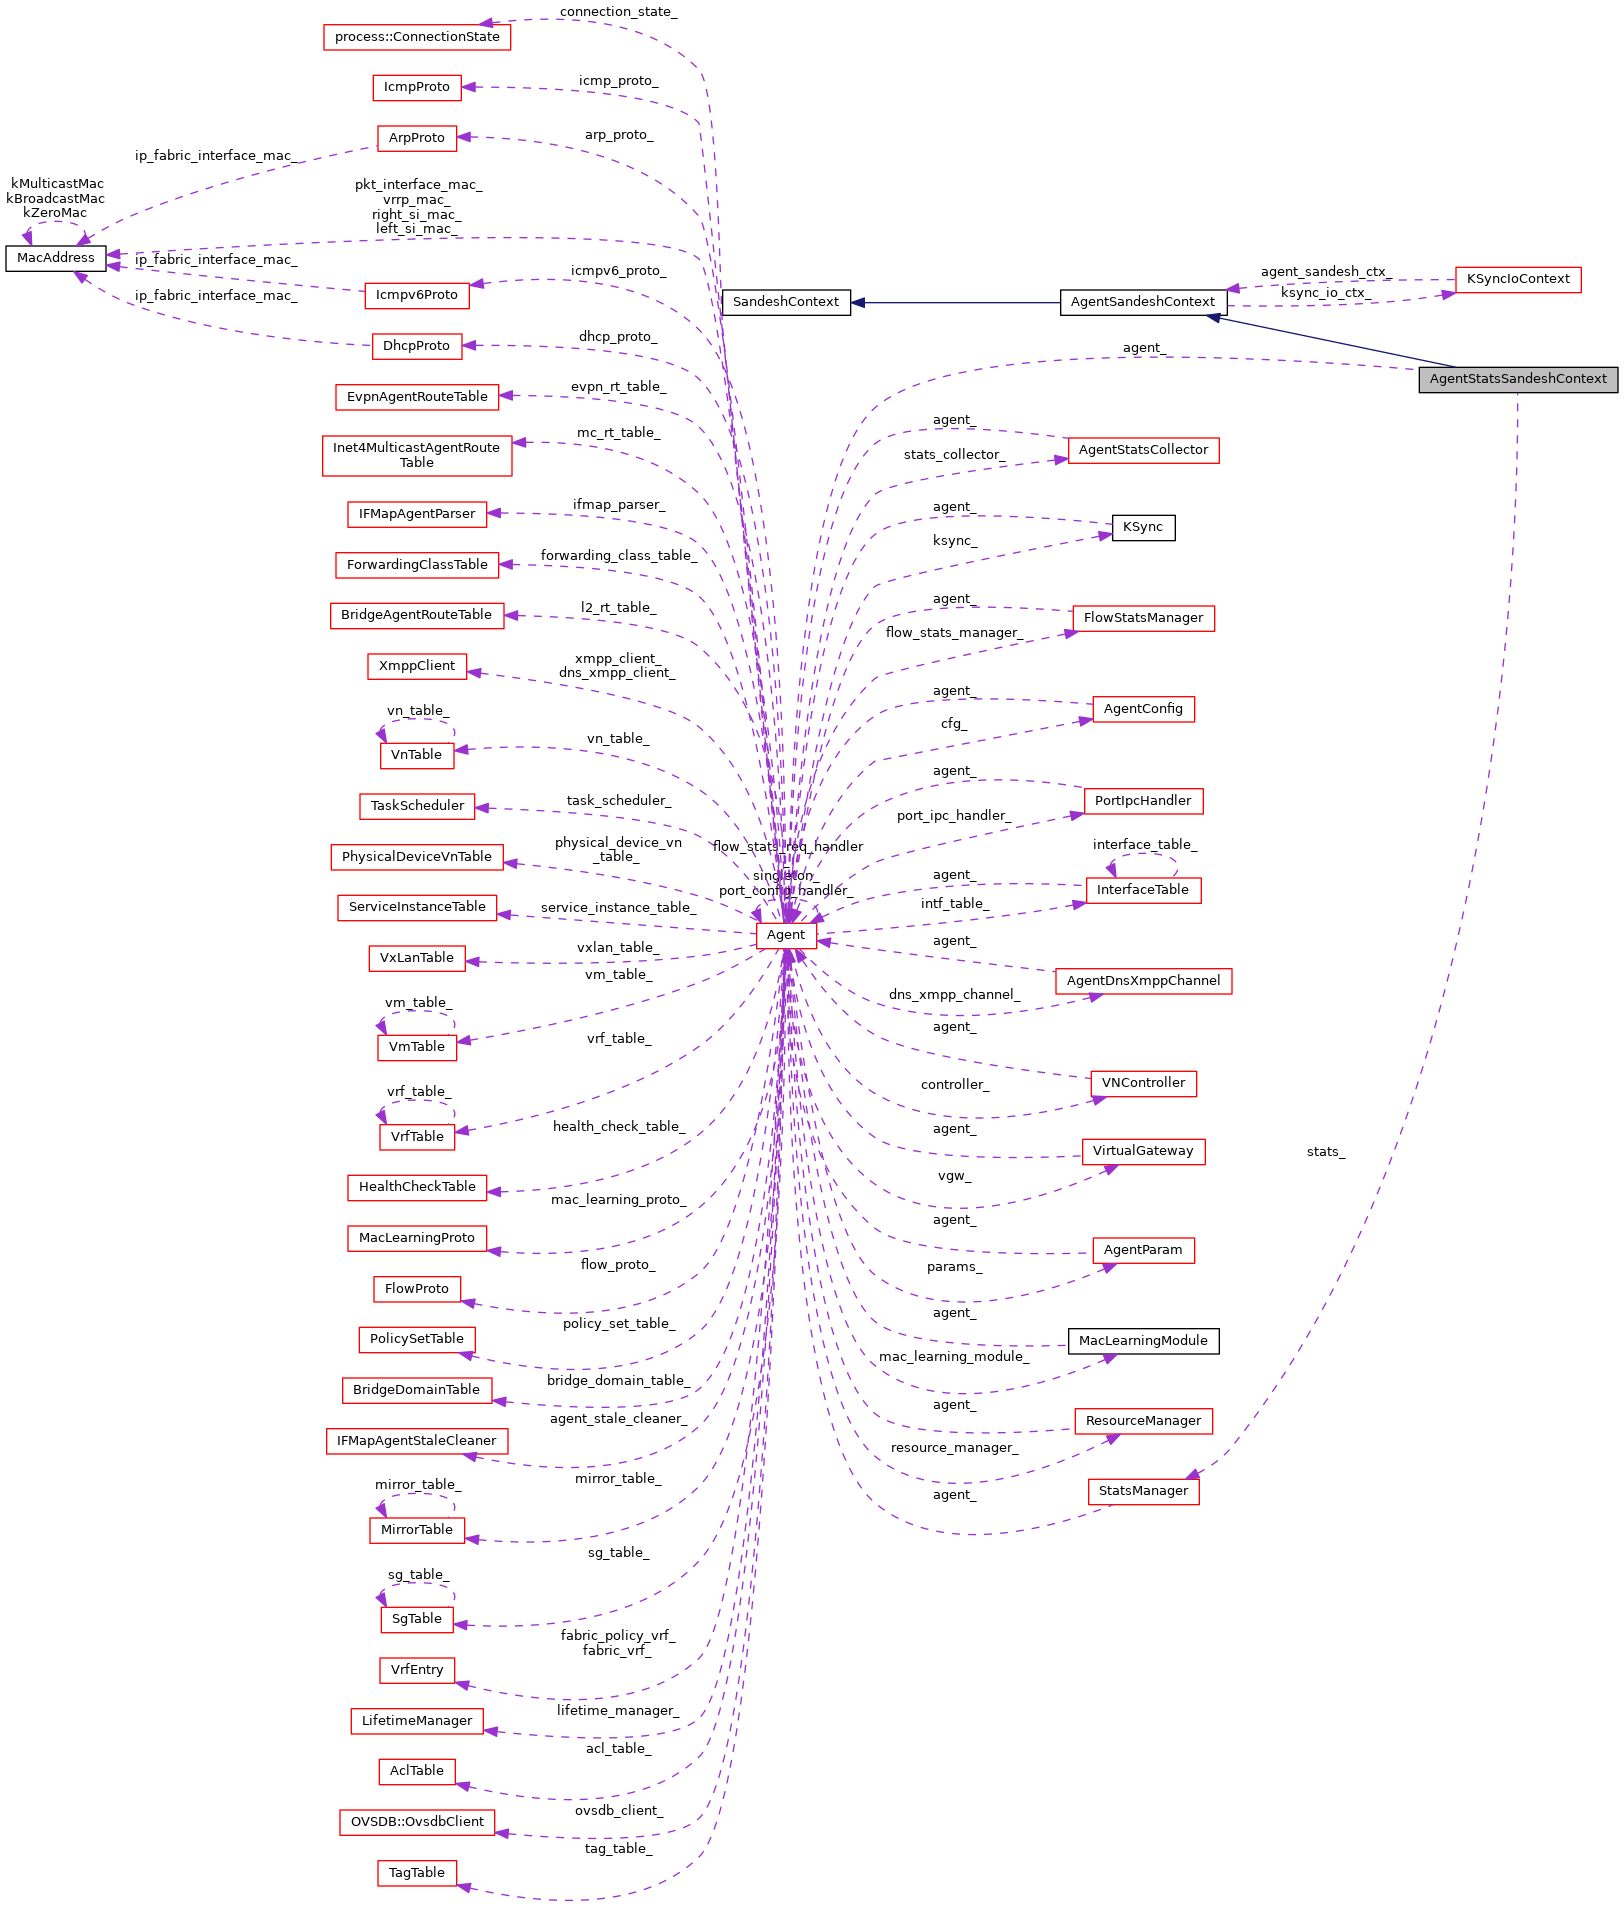 connection_state_
process::ConnectionState
icmp_proto_
IcmpProto
arp_proto_
ArpProto
ip_fabric_interface_mac_
kMulticastMac
kBroadcastMac
kZeroMac
pkt_interface_mac_
vrrp_mac_
right_si_mac_
left_si_mac_
MacAddress
ip_fabric_interface_mac_
icmpv6_proto_
Icmpv6Proto
ip_fabric_interface_mac_
SandeshContext
AgentSandeshContext
agent_sandesh_ctx_
ksync_io_ctx_
KSyncIoContext
dhcp_proto_
DhcpProto
agent_
AgentStatsSandeshContext
evpn_rt_table_
EvpnAgentRouteTable
mc_rt_table_
Inet4MulticastAgentRoute
Table
agent_
stats_collector_
AgentStatsCollector
ifmap_parser_
IFMapAgentParser
agent_
ksync_
KSync
forwarding_class_table_
ForwardingClassTable
l2_rt_table_
BridgeAgentRouteTable
agent_
flow_stats_manager_
FlowStatsManager
xmpp_client_
dns_xmpp_client_
XmppClient
agent_
cfg_
AgentConfig
vn_table_
vn_table_
VnTable
task_scheduler_
TaskScheduler
agent_
port_ipc_handler_
PortIpcHandler
physical_device_vn
_table_
PhysicalDeviceVnTable
flow_stats_req_handler
_
singleton_
port_config_handler_
interface_table_
agent_
intf_table_
InterfaceTable
service_instance_table_
ServiceInstanceTable
Agent
vxlan_table_
VxLanTable
agent_
dns_xmpp_channel_
AgentDnsXmppChannel
vm_table_
vm_table_
VmTable
agent_
controller_
VNController
vrf_table_
vrf_table_
VrfTable
agent_
vgw_
VirtualGateway
stats_
health_check_table_
HealthCheckTable
mac_learning_proto_
MacLearningProto
agent_
params_
AgentParam
flow_proto_
FlowProto
policy_set_table_
PolicySetTable
agent_
mac_learning_module_
MacLearningModule
bridge_domain_table_
BridgeDomainTable
agent_stale_cleaner_
IFMapAgentStaleCleaner
agent_
resource_manager_
ResourceManager
mirror_table_
mirror_table_
MirrorTable
agent_
StatsManager
sg_table_
sg_table_
SgTable
fabric_policy_vrf_
fabric_vrf_
VrfEntry
lifetime_manager_
LifetimeManager
acl_table_
AclTable
ovsdb_client_
OVSDB::OvsdbClient
tag_table_
TagTable